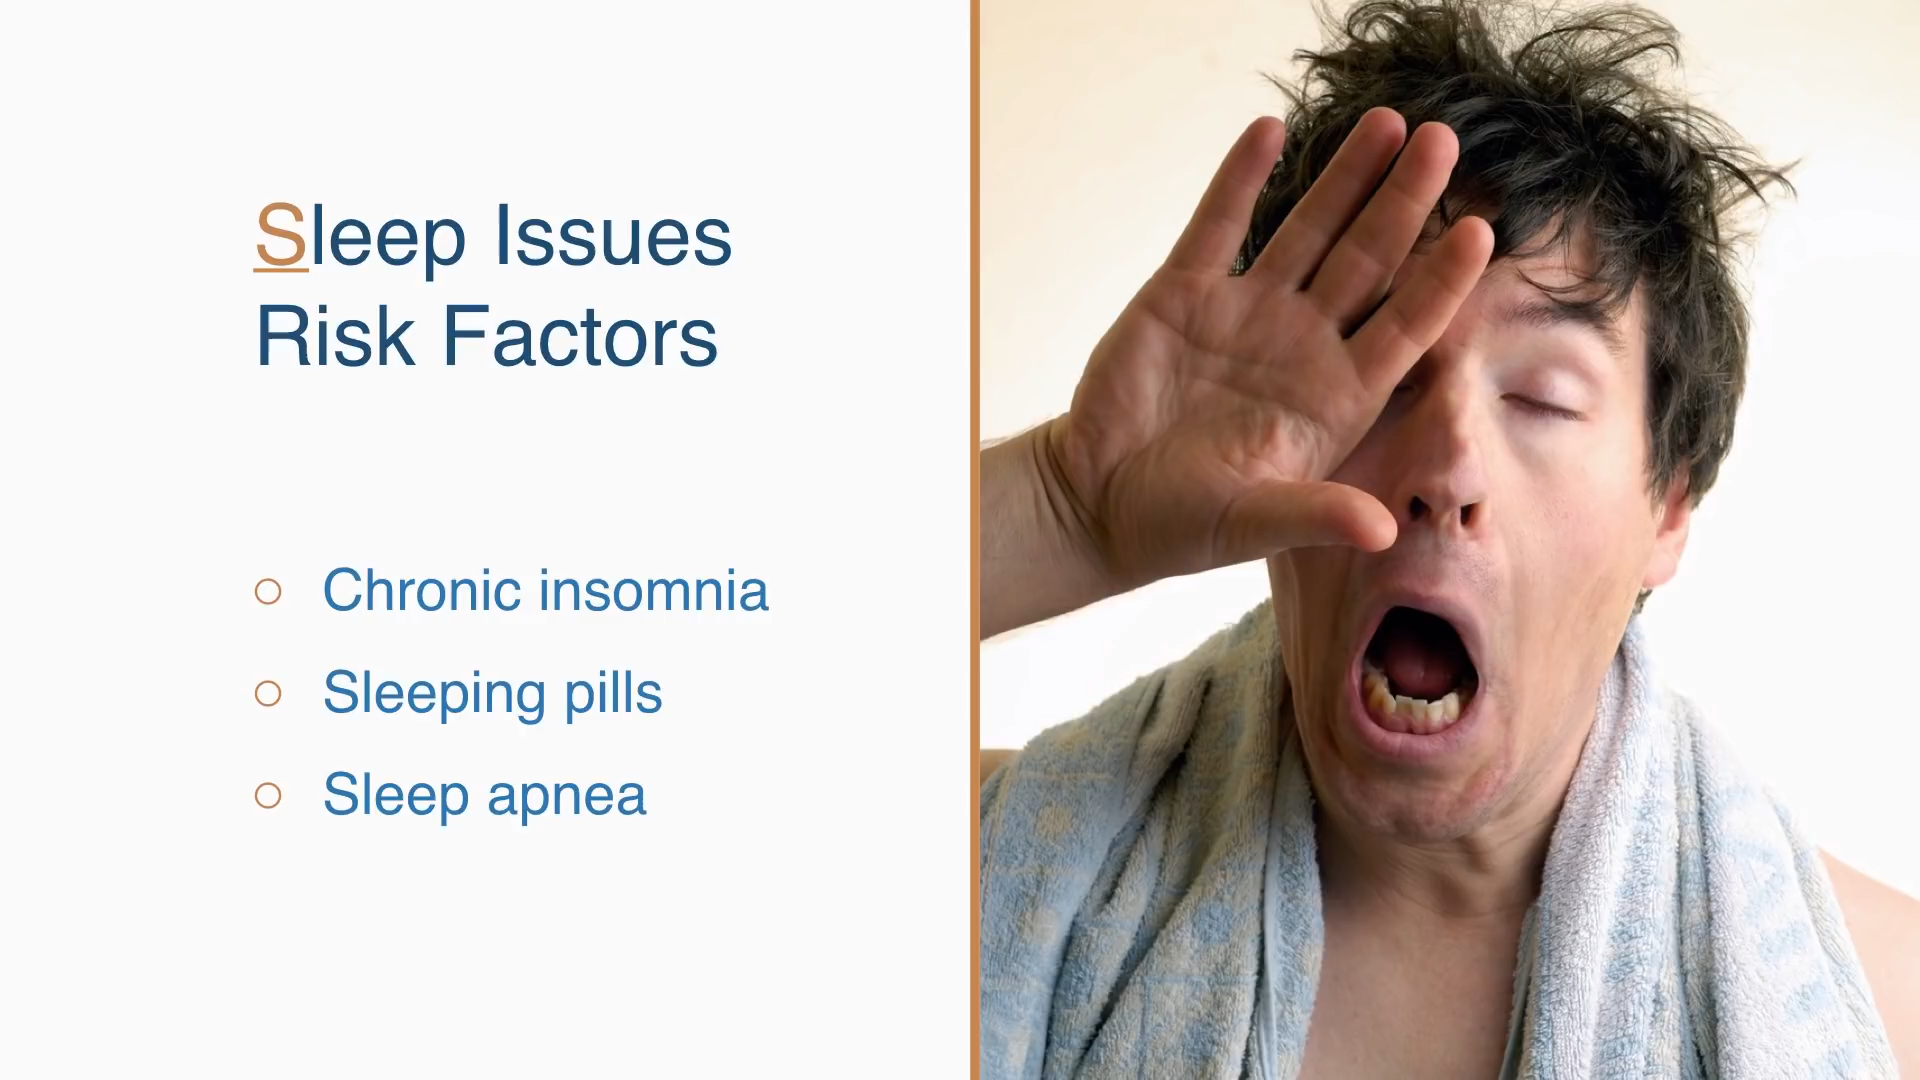 Sleep Issues
Risk Factors
Chronic insomnia
Sleeping pills
Sleep apnea